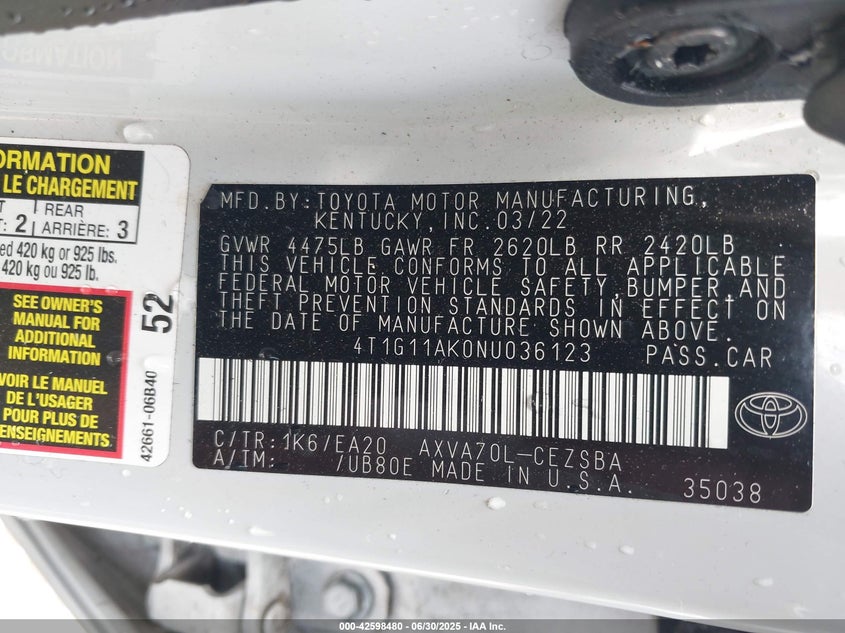 ORMATION
ORMATION
LE CHARGEMENT
2
REAR
ARRIÈRE: 3
ed 420 kg or 925 lbs.
420 kg ou 925 lb.
SEE OWNER'S
MANUAL FOR
ADDITIONAL
INFORMATION
VOIR LE MANUEL
DE L'USAGER
POUR PLUS DE
RENSEIGNEMENTS
52
42661-06B40
MFD. BY: TOYOTA MOTOR MANUFACTURING,
KENTUCKY, INC. 03/22
GVWR 4475LB GAWR FR 2620LB RR 2420LB
THIS VEHICLE CONFORMS TO ALL APPLICABLE
FEDERAL MOTOR VEHICLE SAFETY, BUMPER, AND
THEFT PREVENTION STANDARDS IN EFFECT ON
THE DATE OF MANUFACTURE SHOWN ABOVE.
4T1G11AK0NU036123 PASS.CAR
C/TR: 1K6/EA20 AXVA70L-CEZSBA
A/TM: /UB80E MADE IN U.S.A. 35038
000-42598480 - 06/30/2025 - IAA Inc.